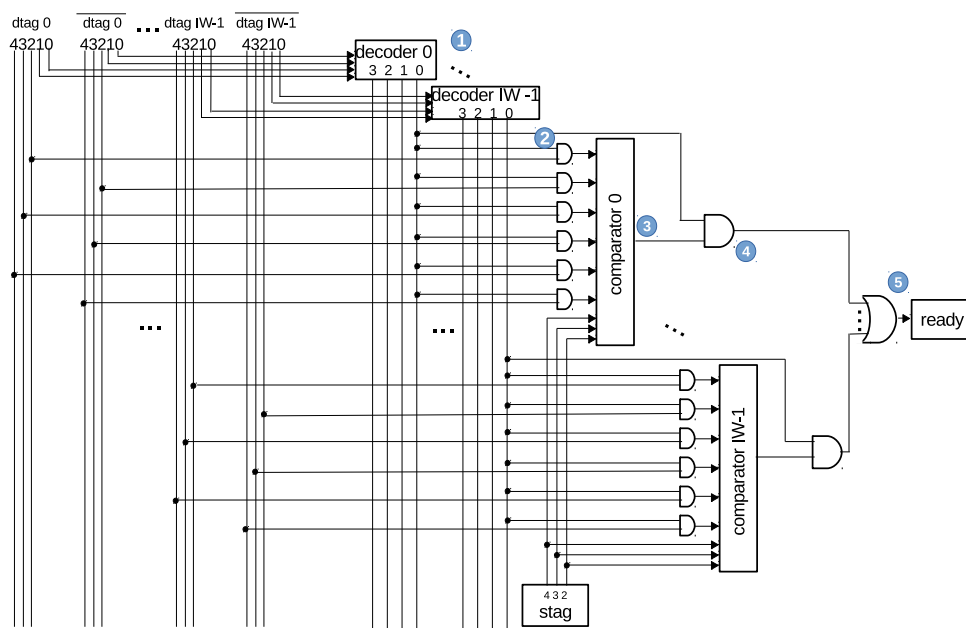 dtag 0 dtag 0 ... dtag IW-1 dtag IW-1
43210 43210 43210 43210
decoder 0
3 2 1 0
1
...
decoder IW -1
3 2 1 0
2
comparator 0
3
4
5
ready
...
...
...
comparator IW-1
4 3 2
stag